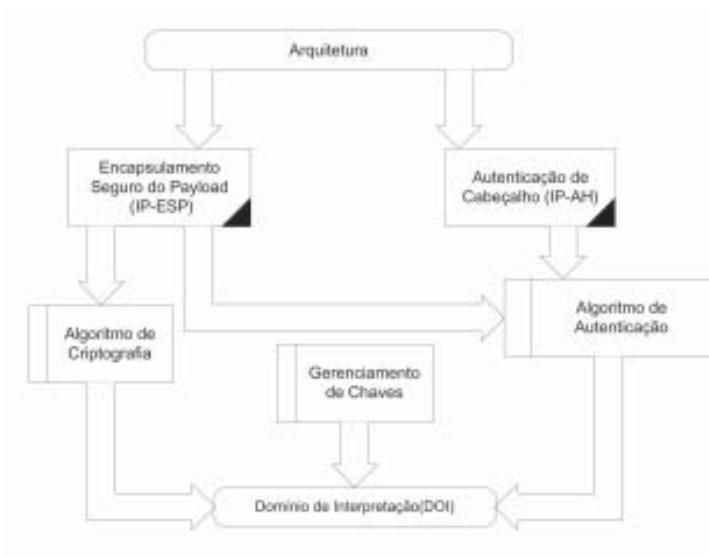 Arquitetura
Encapsulamento
Seguro do Payload
(IP-ESP)
Autenticação de
Cabeçalho (IP-AH)
Algoritmo de
Criptografia
Algoritmo de
Autenticação
Gerenciamento
de Chaves
Domínio de Interpretação(DOI)